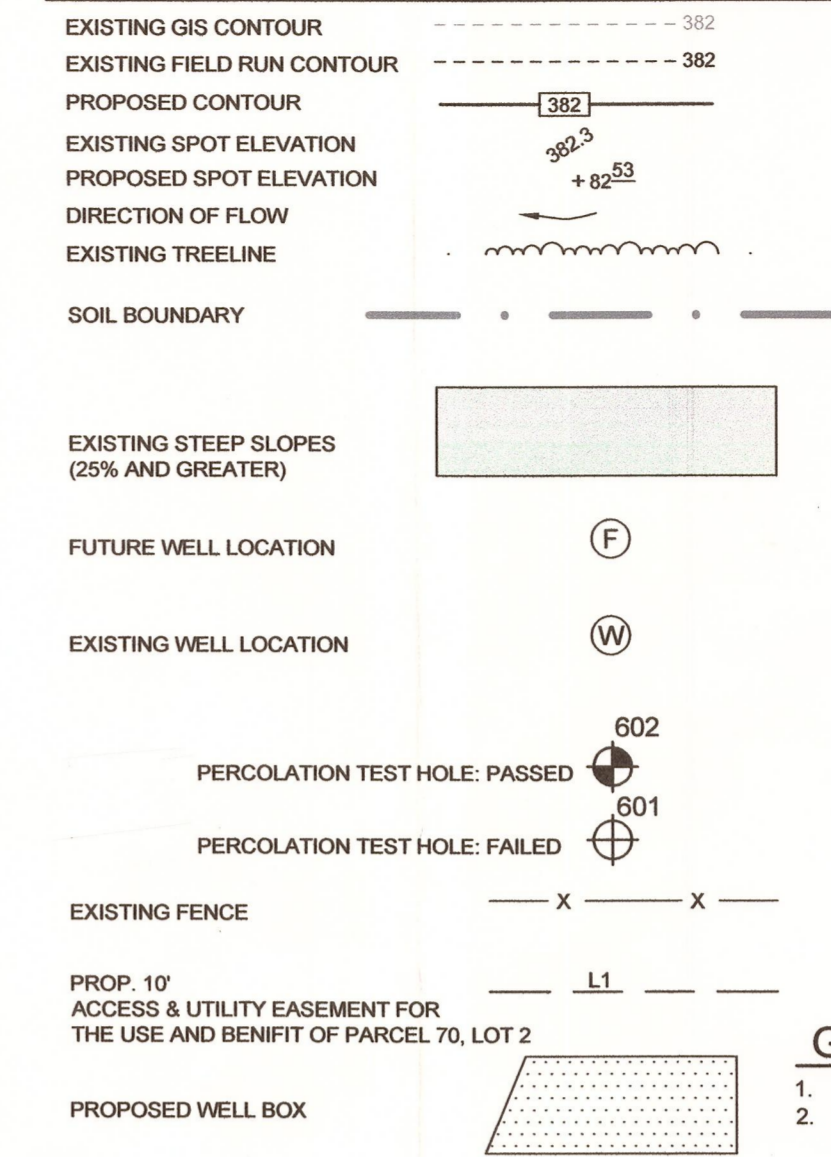 EXISTING GIS CONTOUR 382
EXISTING FIELD RUN CONTOUR 382
PROPOSED CONTOUR 382
EXISTING SPOT ELEVATION 382.3
PROPOSED SPOT ELEVATION +82 53
DIRECTION OF FLOW
EXISTING TREELINE
SOIL BOUNDARY
EXISTING STEEP SLOPES
(25% AND GREATER)
FUTURE WELL LOCATION F
EXISTING WELL LOCATION W
602
PERCOLATION TEST HOLE: PASSED
601
PERCOLATION TEST HOLE: FAILED
EXISTING FENCE X X
PROP. 10' L1
ACCESS & UTILITY EASEMENT FOR
THE USE AND BENIFIT OF PARCEL 70, LOT 2
PROPOSED WELL BOX
1.
2.